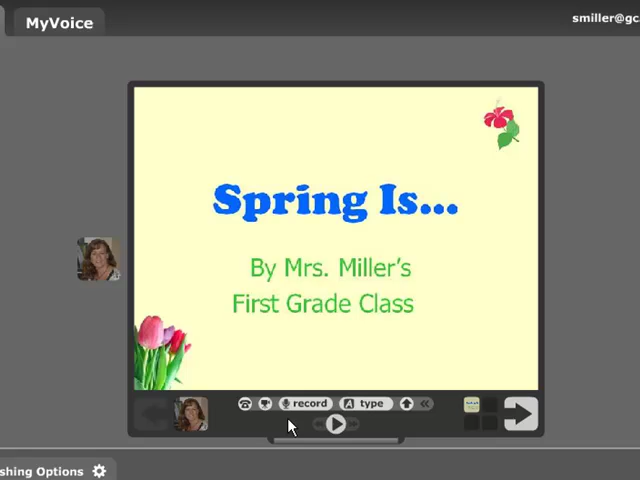 MyVoice
smiller@gc
Spring Is...
By Mrs. Miller's
First Grade Class
record
type
shing Options